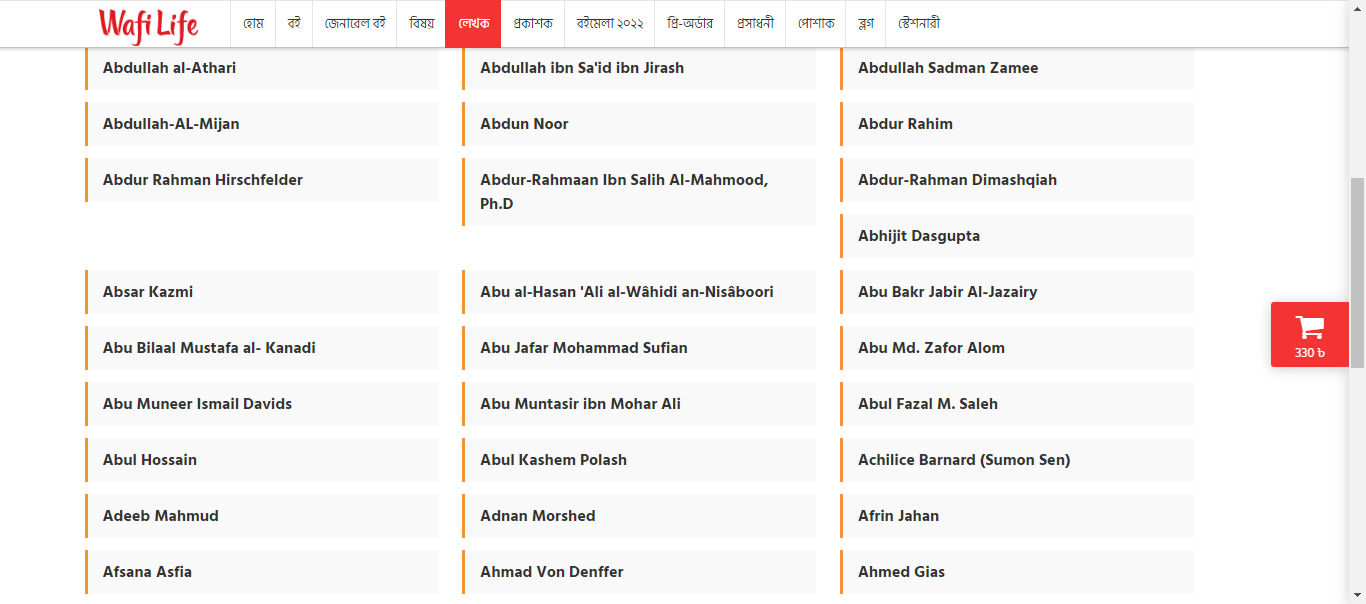 Wafi Life
হোম
বই
জেনারেল বই
বিষয়
লেখক
প্রকাশক
বইমেলা ২০২২
প্রি-অর্ডার
প্রসাধনী
পোশাক
ব্লগ
ষ্টেশনারী
Abdullah al-Athari
Abdullah ibn Sa'id ibn Jirash
Abdullah Sadman Zamee
Abdullah-AL-Mijan
Abdun Noor
Abdur Rahim
Abdur Rahman Hirschfelder
Abdur-Rahmaan Ibn Salih Al-Mahmood,
Ph.D
Abdur-Rahman Dimashqiah
Abhijit Dasgupta
Absar Kazmi
Abu al-Hasan 'Ali al-Wâhidi an-Nisâboori
Abu Bakr Jabir Al-Jazairy
Abu Bilaal Mustafa al- Kanadi
Abu Jafar Mohammad Sufian
Abu Md. Zafor Alom
Abu Muneer Ismail Davids
Abu Muntasir ibn Mohar Ali
Abul Fazal M. Saleh
Abul Hossain
Abul Kashem Polash
Achilice Barnard (Sumon Sen)
Adeeb Mahmud
Adnan Morshed
Afrin Jahan
Afsana Asfia
Ahmad Von Denffer
Ahmed Gias
330 ৳